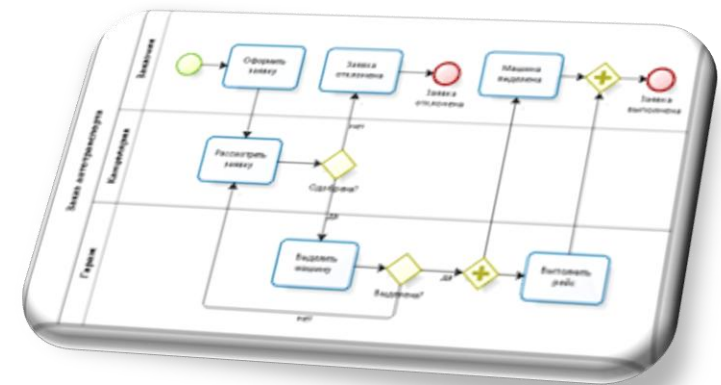 Заказ автотранспорта
Заказчик
Оформить
заявку
Заявка
отклонена
Заявка
отклонена
Машина
выделена
Заявка
выполнена
Канцелярия
Рассмотреть
заявку
нет
Одобрена?
да
Гараж
Выделить
машину
Выделена?
да
Выполнить
рейс
нет